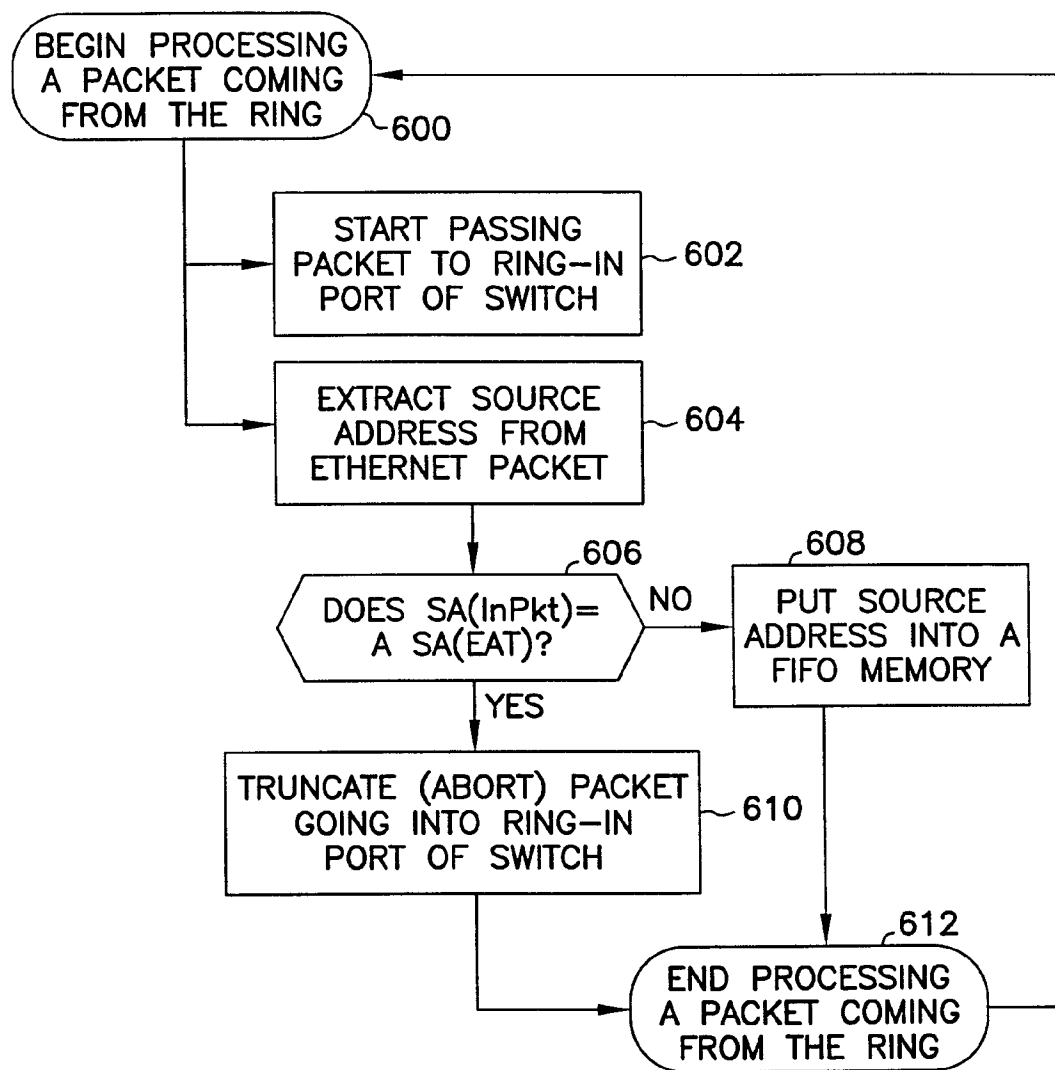 BEGIN PROCESSING
A PACKET COMING
FROM THE RING
600
START PASSING
PACKET TO RING-IN
PORT OF SWITCH
602
EXTRACT SOURCE
ADDRESS FROM
ETHERNET PACKET
604
606
DOES SA(InPkt)=
A SA(EAT)?
NO
YES
608
PUT SOURCE
ADDRESS INTO A
FIFO MEMORY
TRUNCATE (ABORT) PACKET
GOING INTO RING-IN
PORT OF SWITCH
610
612
END PROCESSING
A PACKET COMING
FROM THE RING